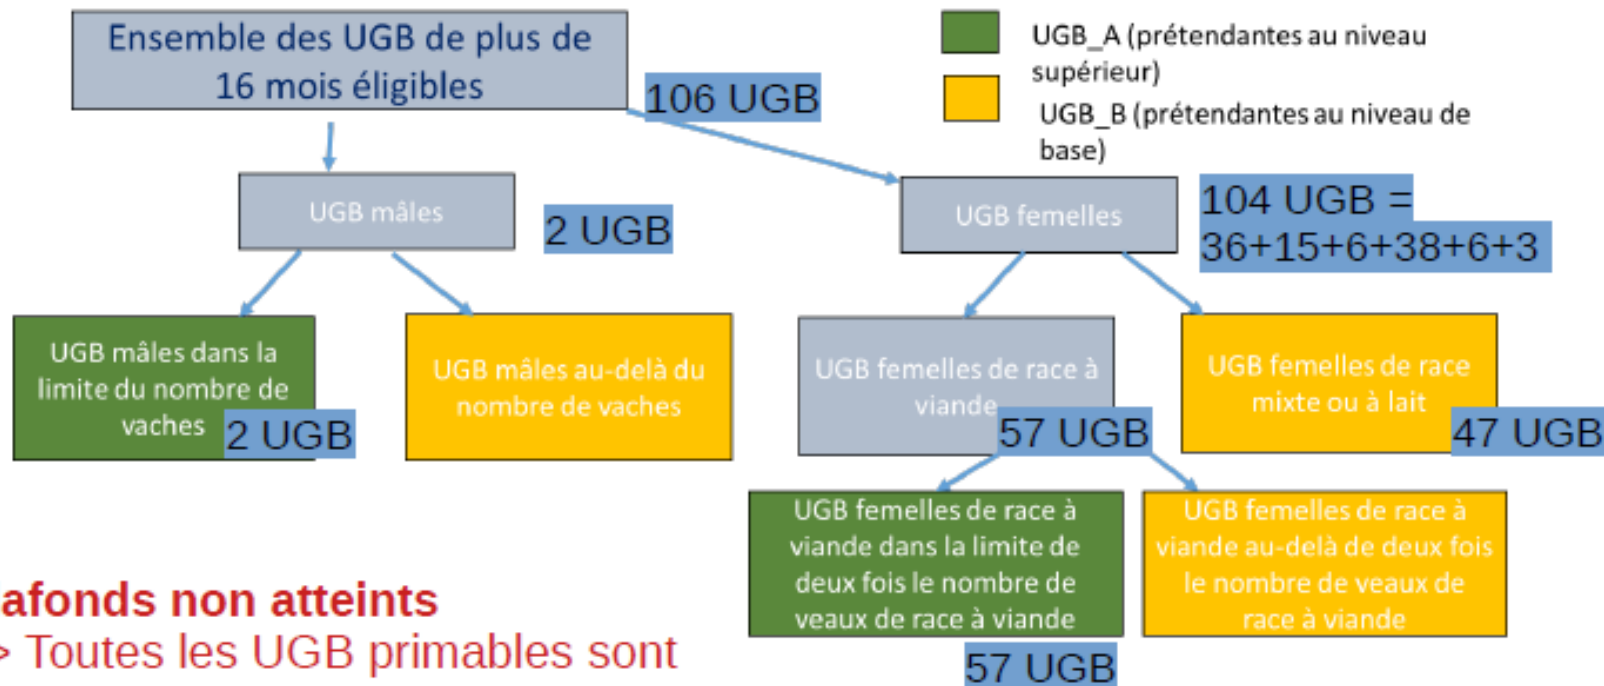 Ensemble des UGB de plus de
16 mois éligibles
106 UGB
UGB_A (prétendantes au niveau
supérieur)
UGB_B (prétendantes au niveau de
base)
UGB mâles
2 UGB
UGB femelles
104 UGB =
36+15+6+38+6+3
UGB mâles dans la
limite du nombre de
vaches
2 UGB
UGB mâles au-delà du
nombre de vaches
UGB femelles de race à
viande
57 UGB
UGB femelles de race
mixte ou à lait
47 UGB
UGB femelles de race à
viande dans la limite de
deux fois le nombre de
veaux de race à viande
57 UGB
UGB femelles de race à
viande au-delà de deux fois
le nombre de veaux de
race à viande
afonds non atteints
> Toutes les UGB primables sont